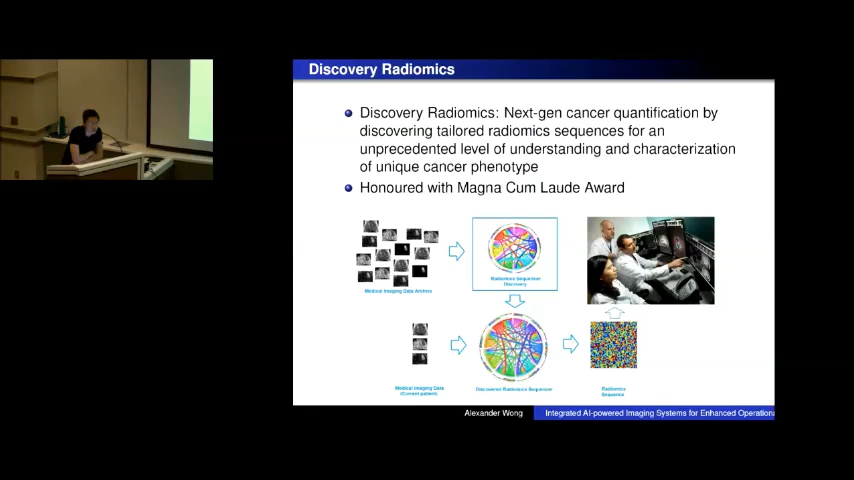 Discovery Radiomics
Discovery Radiomics: Next-gen cancer quantification by
discovering tailored radiomics sequences for an
unprecedented level of understanding and characterization
of unique cancer phenotype
Honoured with Magna Cum Laude Award
Medical Imaging Data Archive
Radiomics Sequencer
Discovery
Medical Imaging Data
(Current patient)
Discovered Radiomics Sequencer
Radiomics
Sequence
Alexander Wong
Integrated AI-powered Imaging Systems for Enhanced Operationa